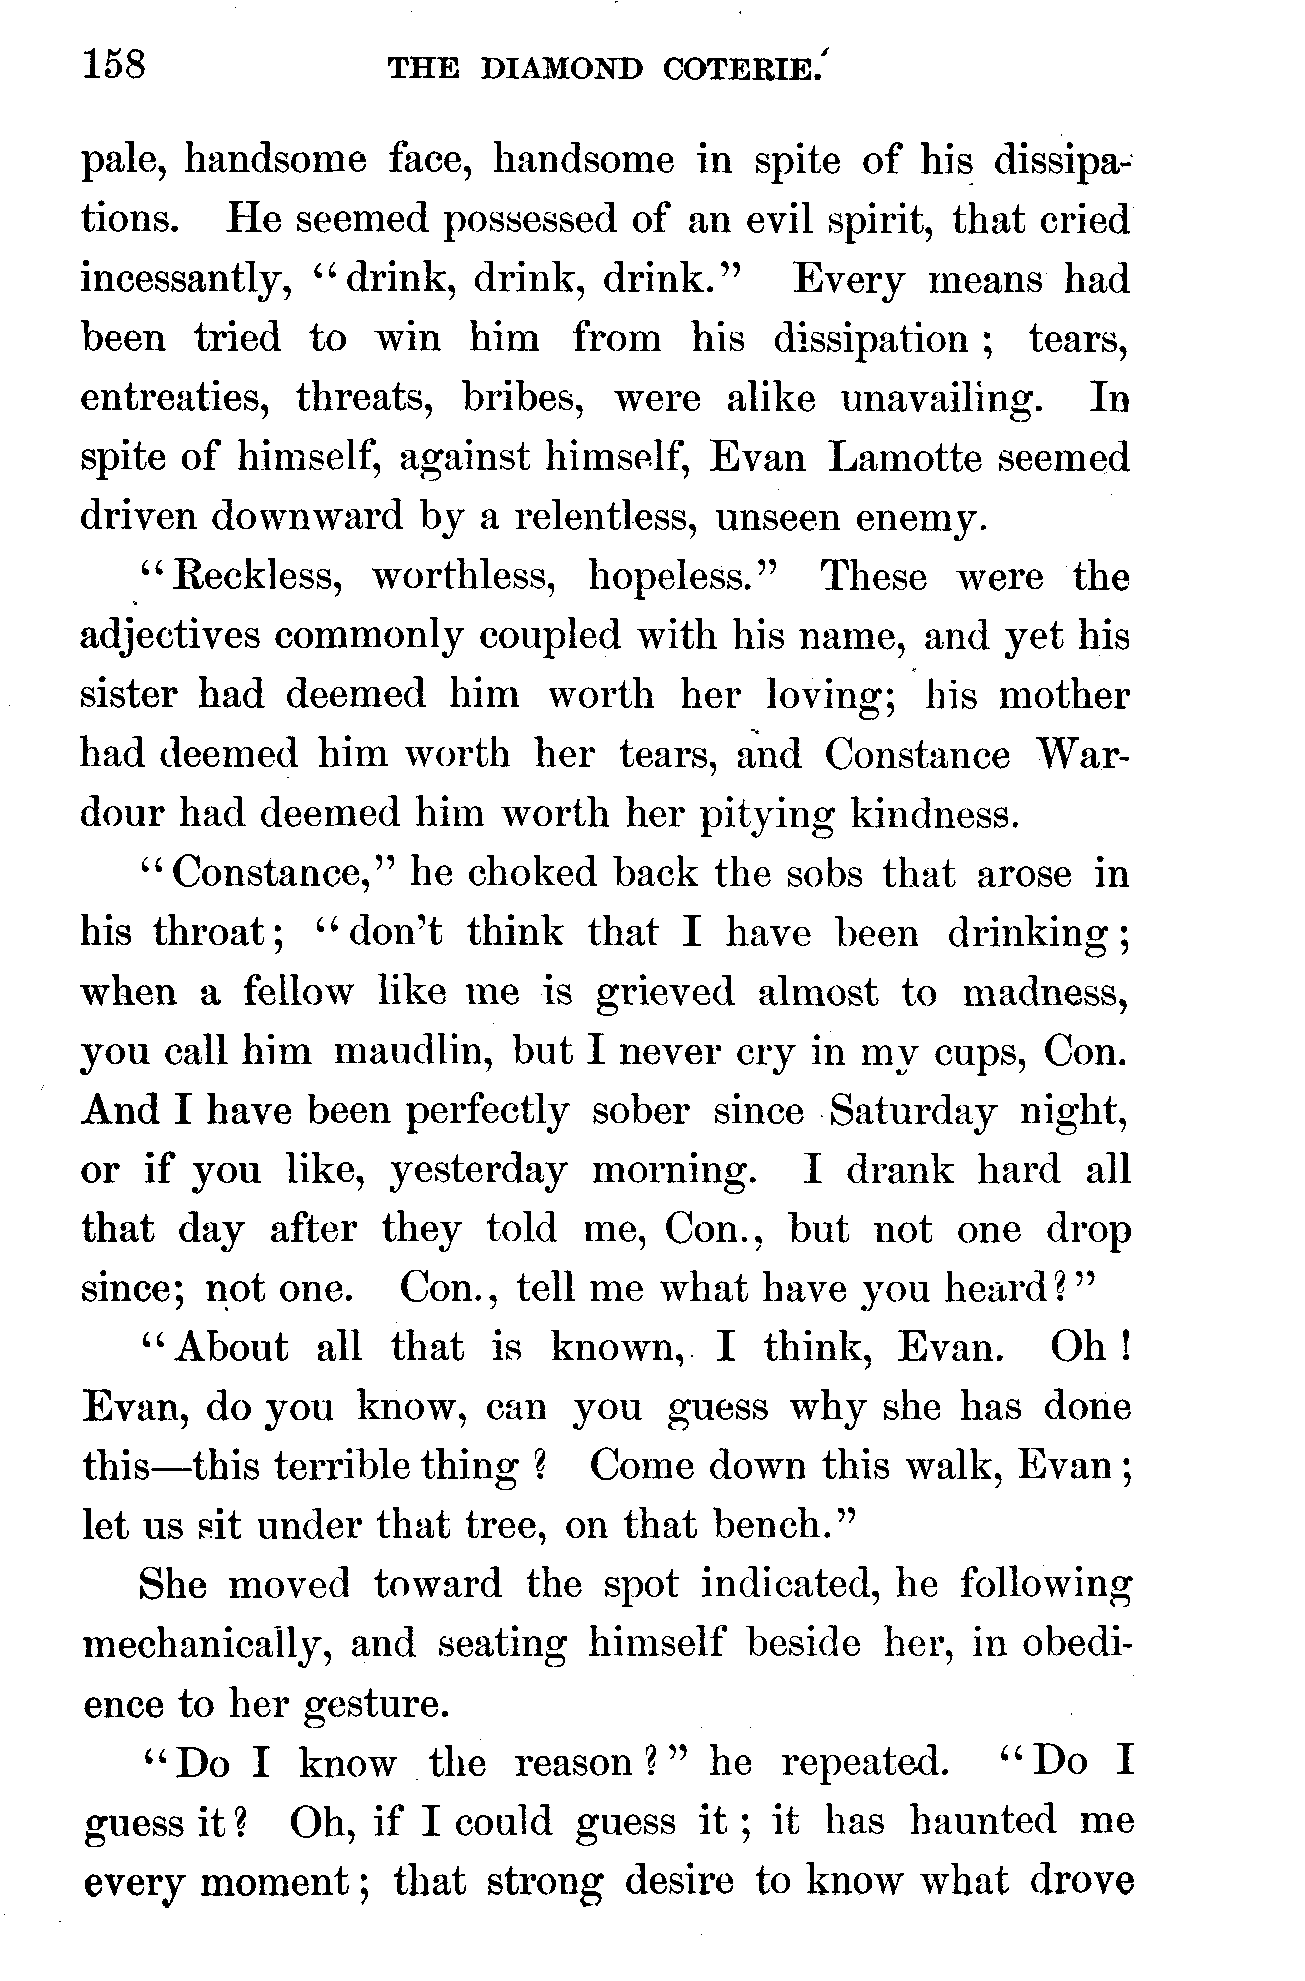 158 THE DIAMOND COTERIE.
pale, handsome face, handsome in spite of his dissipa-
tions. He seemed possessed of an evil spirit, that cried
incessantly, "drink, drink, drink." Every means had
been tried to win him from his dissipation; tears,
entreaties, threats, bribes, were alike unavailing. In
spite of himself, against himself, Evan Lamotte seemed
driven downward by a relentless, unseen enemy.
"Reckless, worthless, hopeless." These were the
adjectives commonly coupled with his name, and yet his
sister had deemed him worth her loving; his mother
had deemed him worth her tears, and Constance War-
dour had deemed him worth her pitying kindness.
"Constance," he choked back the sobs that arose in
his throat; "don't think that I have been drinking;
when a fellow like me is grieved almost to madness,
you call him maudlin, but I never cry in my cups, Con.
And I have been perfectly sober since Saturday night,
or if you like, yesterday morning. I drank hard all
that day after they told me, Con., but not one drop
since; not one. Con., tell me what have you heard?"
"About all that is known, I think, Evan. Oh!
Evan, do you know, can you guess why she has done
this—this terrible thing? Come down this walk, Evan;
let us sit under that tree, on that bench."
She moved toward the spot indicated, he following
mechanically, and seating himself beside her, in obedi-
ence to her gesture.
"Do I know the reason?" he repeated. "Do I
guess it? Oh, if I could guess it; it has haunted me
every moment; that strong desire to know what drove